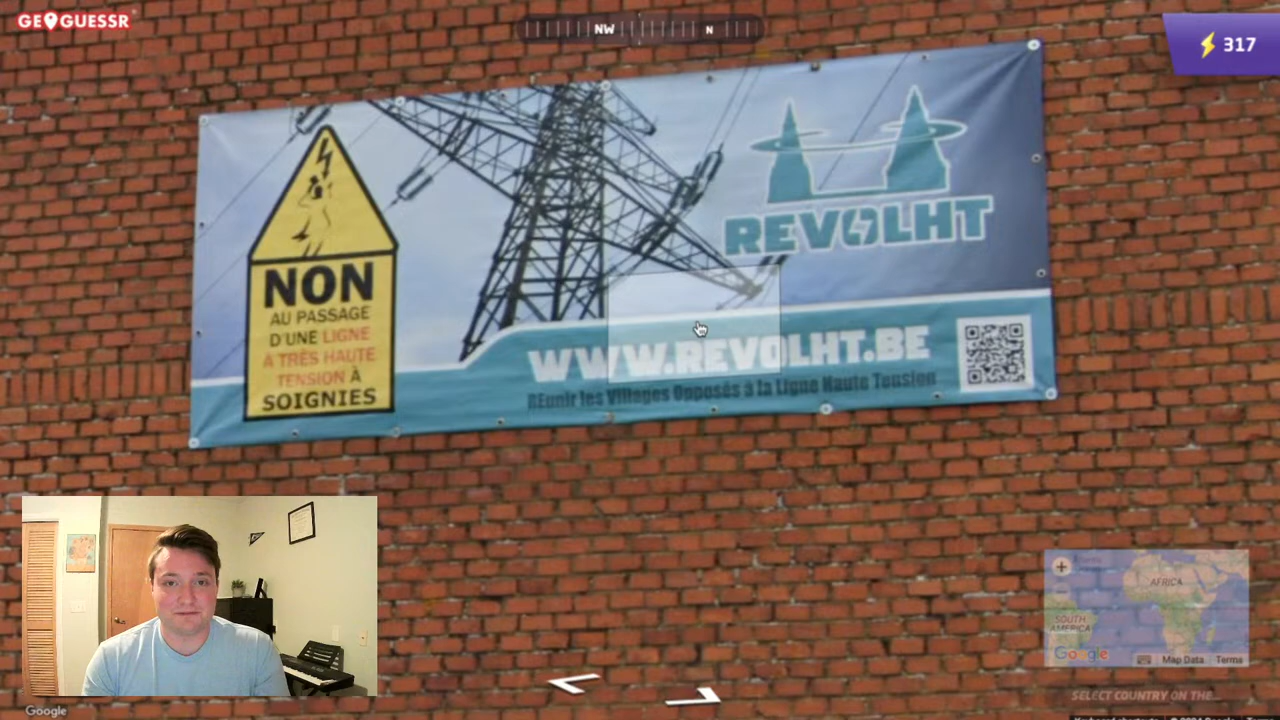 GEOGUESSR
NW
N
317
REVOLHT
NON
AU PASSAGE
D'UNE LIGNE
À TRÈS HAUTE
TENSION À
SOIGNIES
WWW.REVOLHT.BE
REunir les Villages Opposés à la Ligne Haute Tension
AFRICA
SOUTH
AMERICA
Google
Map Data
Terms
SELECT COUNTRY ON THE...
Google